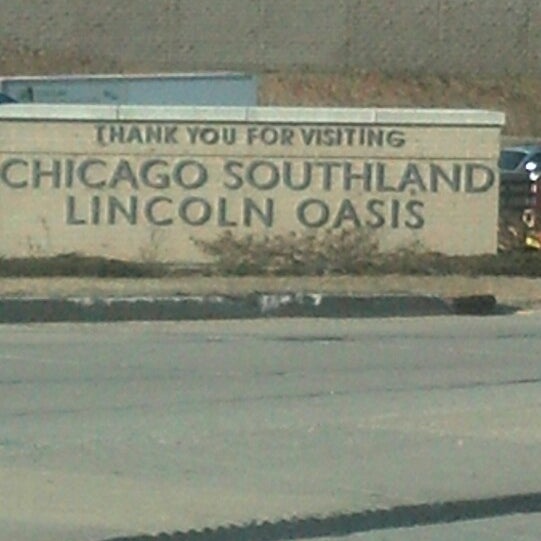 THANK YOU FOR VISITING
CHICAGO SOUTHLAND
LINCOLN OASIS